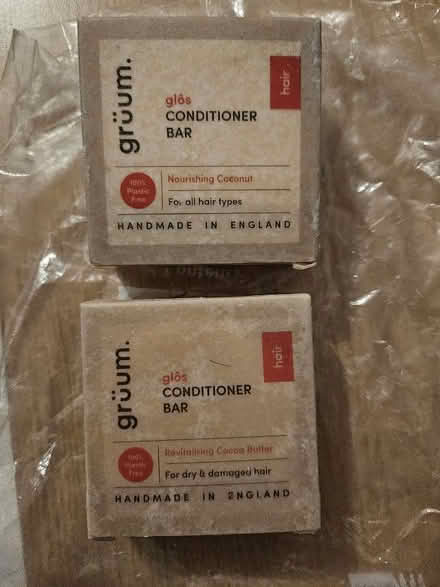 grüum.
hair
glôs
CONDITIONER
BAR
100%
Plastic
Free
Nourishing Coconut
For all hair types
HANDMADE IN ENGLAND
grüum.
hair
glôs
CONDITIONER
BAR
100%
Plastic
Free
Revitalising Cocoa Butter
For dry & damaged hair
HANDMADE IN ENGLAND